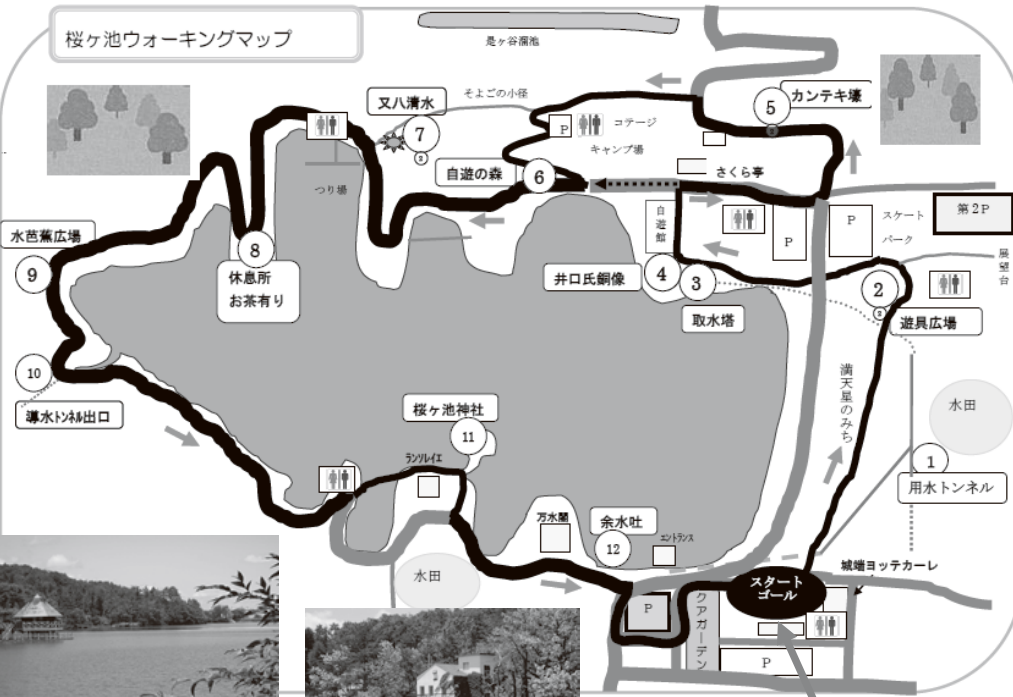 桜ヶ池ウォーキングマップ
是ヶ谷溜池
そよごの小径
又八清水
7
P
コテージ
キャンプ場
5
カンテキ壕
自遊の森
6
さくら亭
つり場
自遊館
P
P
スケート
パーク
第2P
展望台
水芭蕉広場
9
8
休息所
お茶有り
井口氏銅像
4
3
取水塔
2
遊具広場
10
導水トンネル出口
満天星のみち
水田
桜ヶ池神社
11
1
用水トンネル
ランソレイエ
万水閣
余水吐
12
エントランス
水田
城端ヨッテカーレ
スタート
ゴール
P
クアガーデン
P